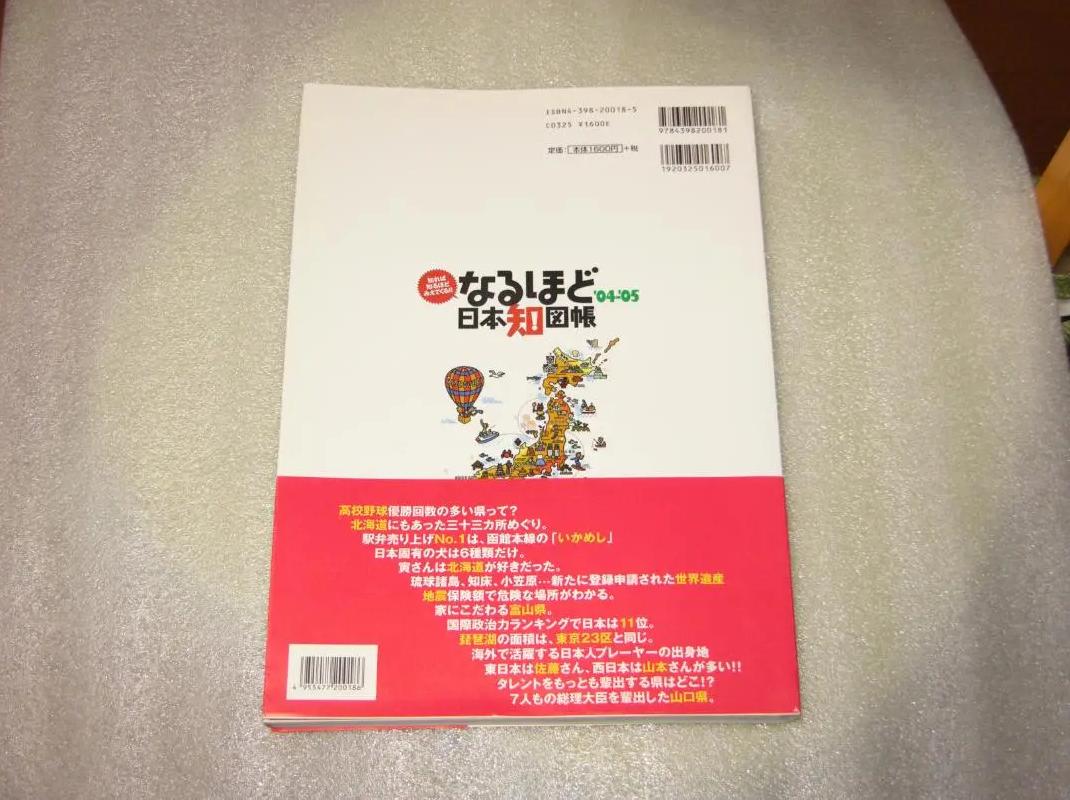 ISBN4-398-20018-5
C0325 ¥1600E
定価：本体1600円＋税
9784398200181
1920325016007
知れば
知るほど
みえてくる!!
なるほど
'04-'05
日本知図帳
高校野球優勝回数の多い県って？
北海道にもあった三十三カ所めぐり。
駅弁売り上げNo.1は、函館本線の「いかめし」
日本固有の犬は6種類だけ。
寅さんは北海道が好きだった。
琉球諸島、知床、小笠原…新たに登録申請された世界遺産
地震保険額で危険な場所がわかる。
家にこだわる富山県。
国際政治力ランキングで日本は11位。
琵琶湖の面積は、東京23区と同じ。
海外で活躍する日本人プレーヤーの出身地
東日本は佐藤さん、西日本は山本さんが多い!!
タレントをもっとも輩出する県はどこ!?
7人もの総理大臣を輩出した山口県。
4955477200186